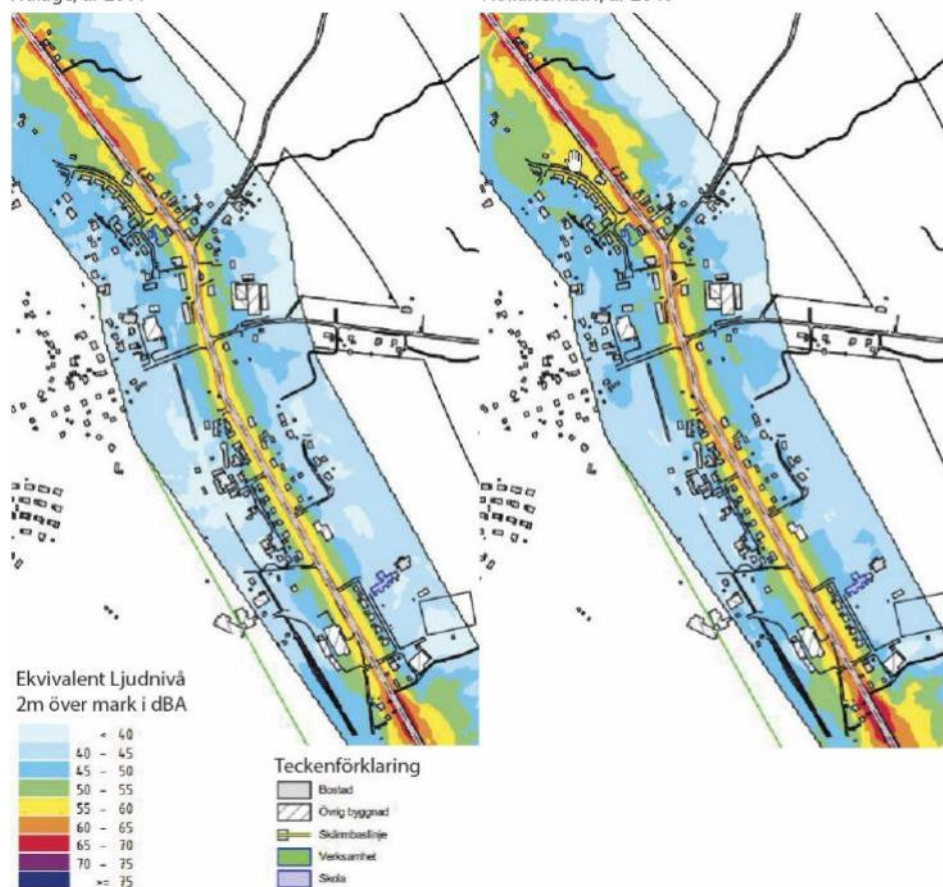 Ekvivalent Ljudnivå
2m över mark i dBA
< 40
40 - 45
45 - 50
50 - 55
55 - 60
60 - 65
65 - 70
70 - 75
>= 75
Teckenförklaring
Bostad
Övrig byggnad
Skärmbaslinje
Verksamhet
Skola